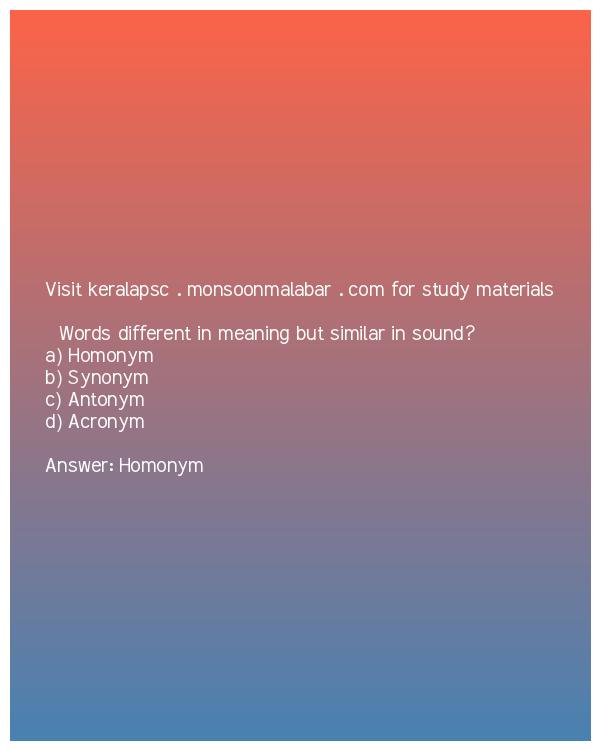 Visit keralapsc . monsoonmalabar . com for study materials
Words different in meaning but similar in sound?
a) Homonym
b) Synonym
c) Antonym
d) Acronym
Answer: Homonym